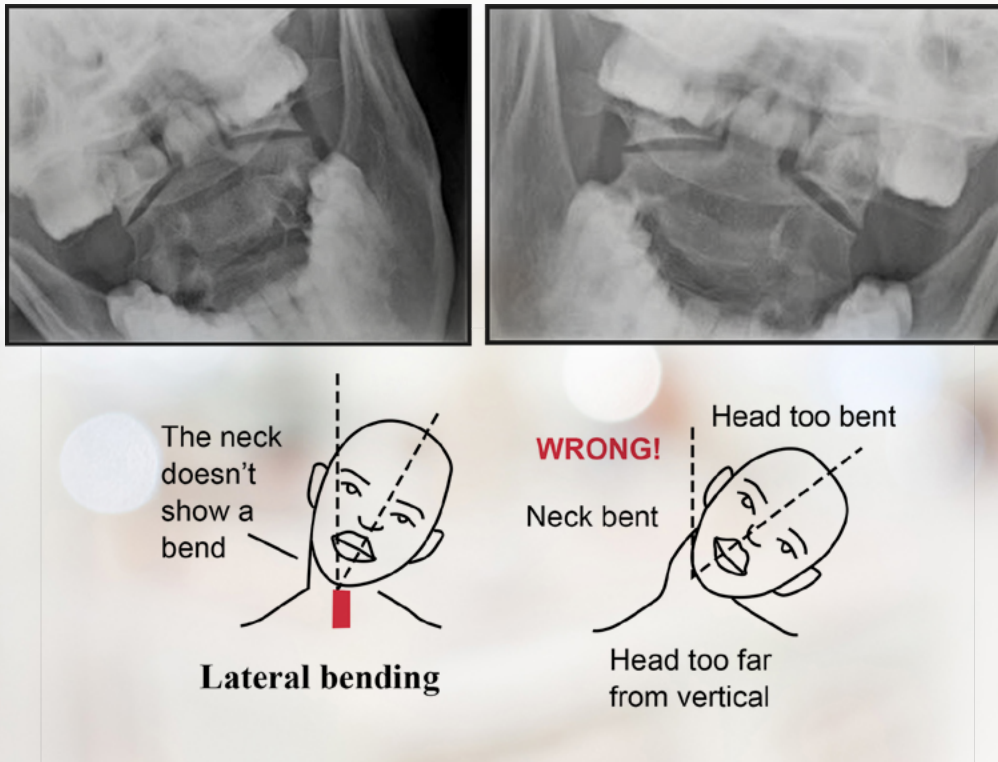 The neck
doesn't
show a
bend
Lateral bending
WRONG!
Head too bent
Neck bent
Head too far
from vertical